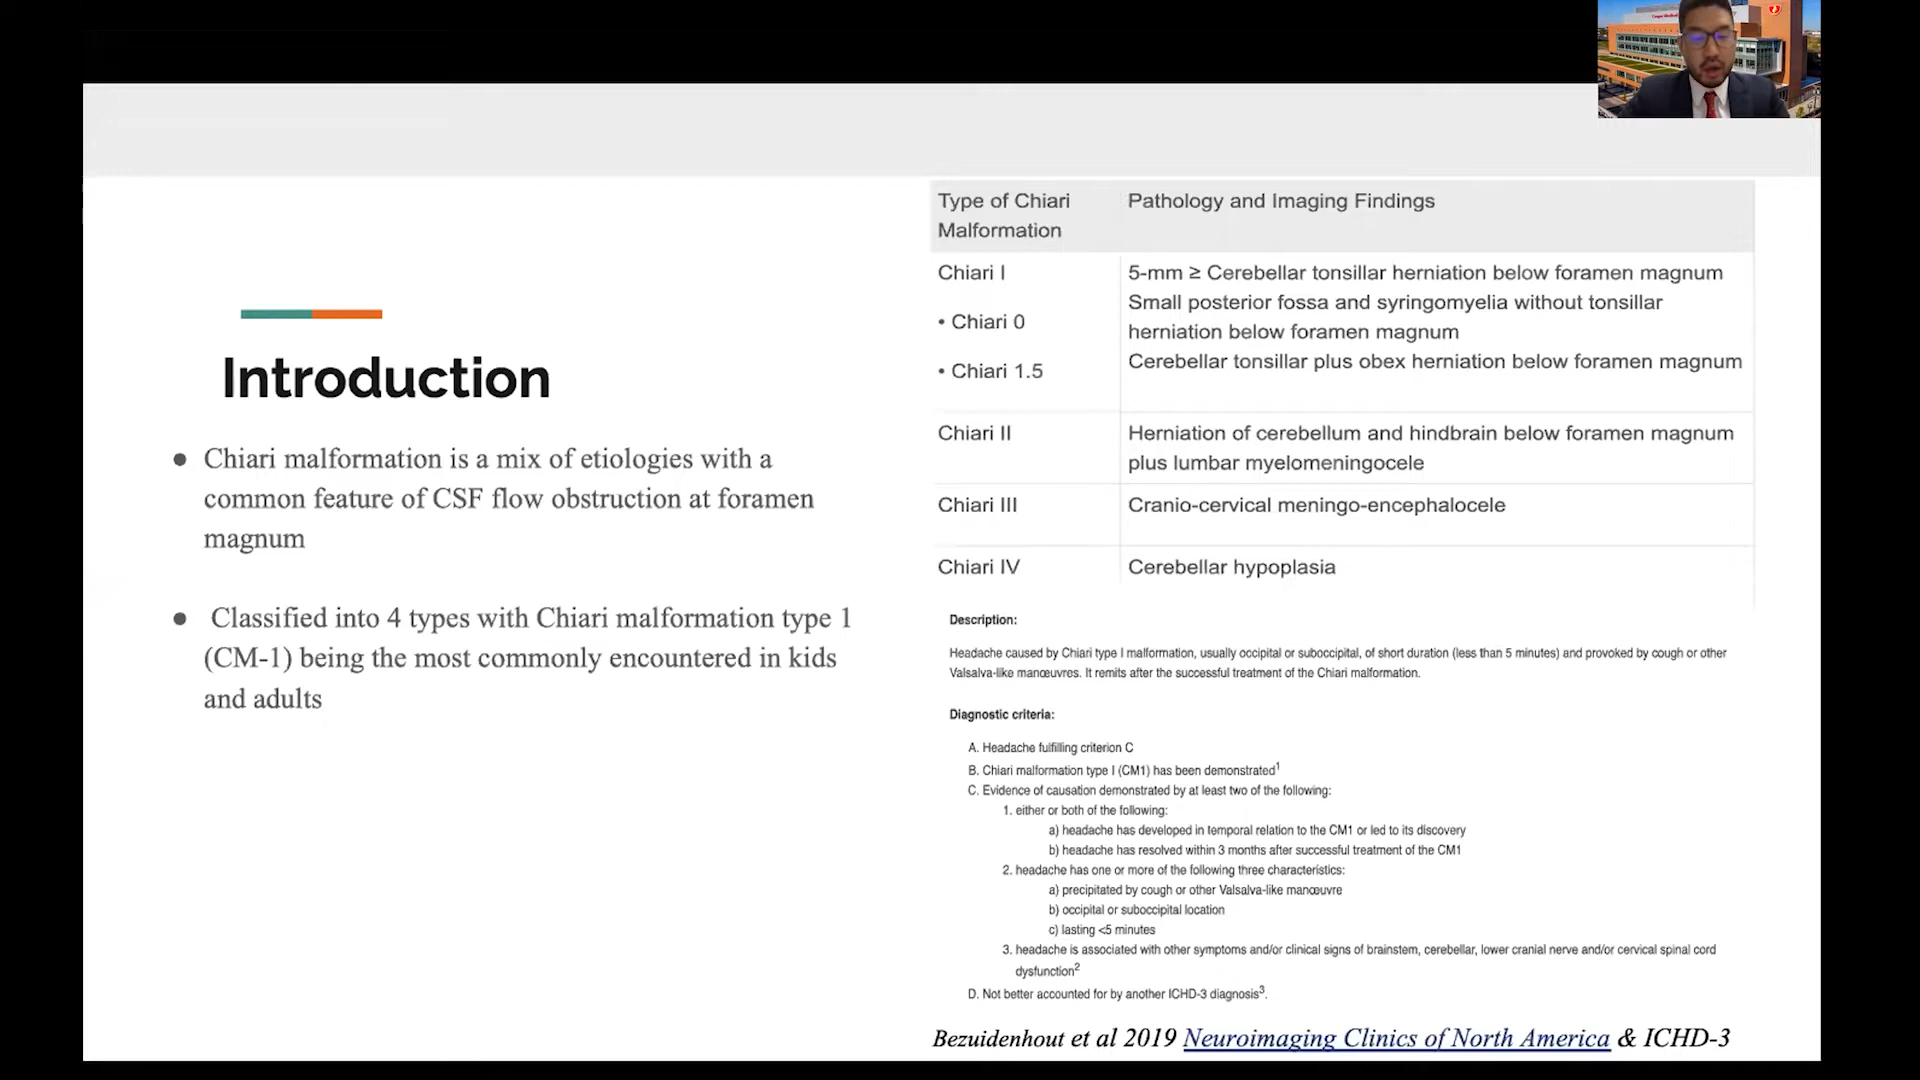 Introduction
● Chiari malformation is a mix of etiologies with a
common feature of CSF flow obstruction at foramen
magnum
● Classified into 4 types with Chiari malformation type 1
(CM-1) being the most commonly encountered in kids
and adults
Type of Chiari Malformation
Pathology and Imaging Findings
Chiari I
• Chiari 0
• Chiari 1.5
5-mm ≥ Cerebellar tonsillar herniation below foramen magnum
Small posterior fossa and syringomyelia without tonsillar
herniation below foramen magnum
Cerebellar tonsillar plus obex herniation below foramen magnum
Chiari II
Herniation of cerebellum and hindbrain below foramen magnum
plus lumbar myelomeningocele
Chiari III
Cranio-cervical meningo-encephalocele
Chiari IV
Cerebellar hypoplasia
Description:
Headache caused by Chiari type I malformation, usually occipital or suboccipital, of short duration (less than 5 minutes) and provoked by cough or other
Valsalva-like manœuvres. It remits after the successful treatment of the Chiari malformation.
Diagnostic criteria:
A. Headache fulfilling criterion C
B. Chiari malformation type I (CM1) has been demonstrated¹
C. Evidence of causation demonstrated by at least two of the following:
1. either or both of the following:
a) headache has developed in temporal relation to the CM1 or led to its discovery
b) headache has resolved within 3 months after successful treatment of the CM1
2. headache has one or more of the following three characteristics:
a) precipitated by cough or other Valsalva-like manœuvre
b) occipital or suboccipital location
c) lasting <5 minutes
3. headache is associated with other symptoms and/or clinical signs of brainstem, cerebellar, lower cranial nerve and/or cervical spinal cord
dysfunction²
D. Not better accounted for by another ICHD-3 diagnosis³.
Bezuidenhout et al 2019 Neuroimaging Clinics of North America & ICHD-3